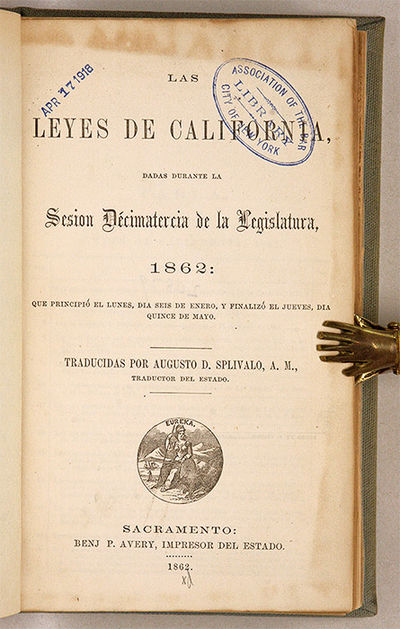 APR 17 1918
ASSOCIATION OF THE BAR
LIBRARY
CITY OF NEW YORK
LAS
LEYES DE CALIFORNIA,
DADAS DURANTE LA
Sesion Décimatercia de la Legislatura,
1862:
QUE PRINCIPIÓ EL LUNES, DIA SEIS DE ENERO, Y FINALIZÓ EL JUEVES, DIA
QUINCE DE MAYO.
TRADUCIDAS POR AUGUSTO D. SPLIVALO, A. M.,
TRADUCTOR DEL ESTADO.
EUREKA.
SACRAMENTO:
BENJ P. AVERY, IMPRESOR DEL ESTADO.
1862.